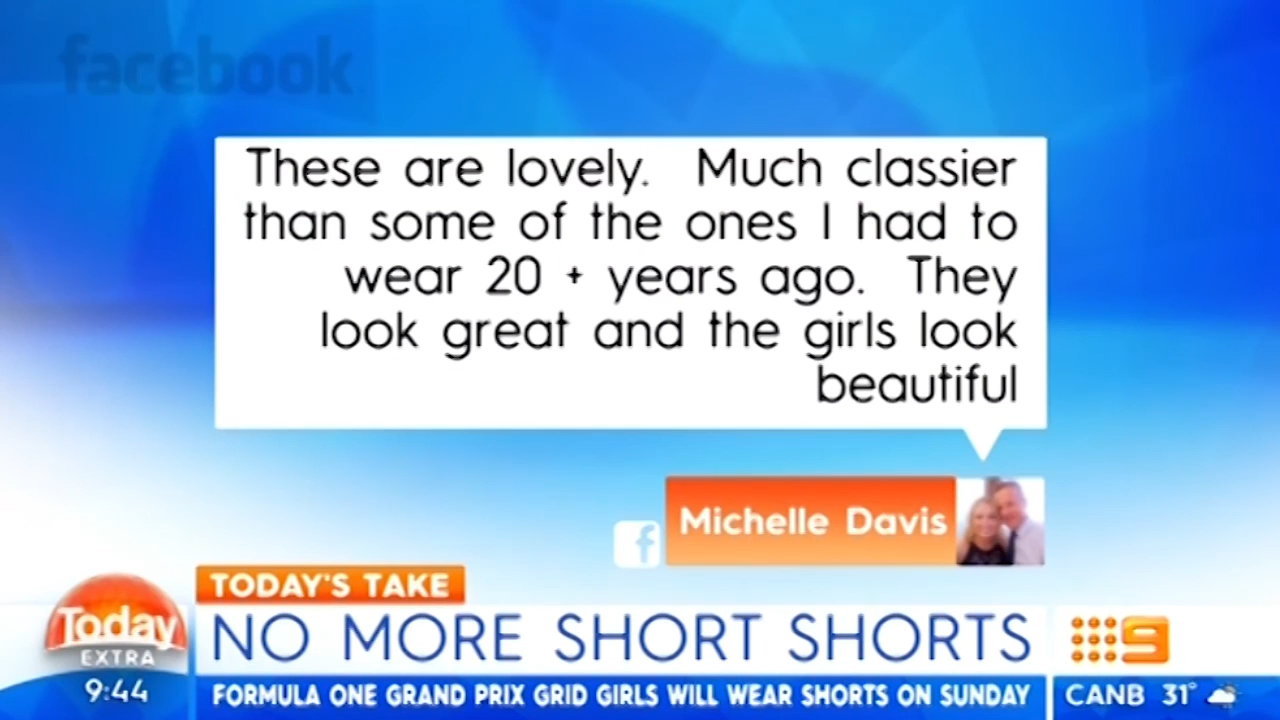 facebook
These are lovely. Much classier
than some of the ones I had to
wear 20 + years ago. They
look great and the girls look
beautiful
f
Michelle Davis
TODAY'S TAKE
Today
EXTRA
NO MORE SHORT SHORTS
9
9:44
FORMULA ONE GRAND PRIX GRID GIRLS WILL WEAR SHORTS ON SUNDAY
CANB 31°